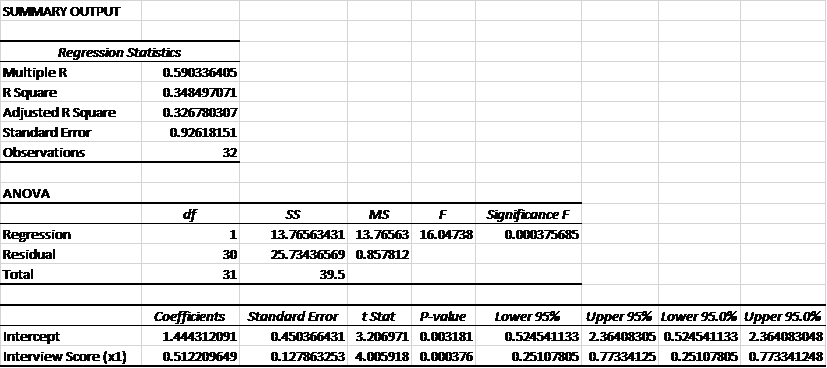 SUMMARY OUTPUT
Regression Statistics
Multiple R 0.590336405
R Square 0.348497071
Adjusted R Square 0.326780307
Standard Error 0.92618151
Observations 32
ANOVA
df SS MS F Significance F
Regression 1 13.76563431 13.76563 16.04738 0.000375685
Residual 30 25.73436569 0.857812
Total 31 39.5
Coefficients Standard Error t Stat P-value Lower 95% Upper 95% Lower 95.0% Upper 95.0%
Intercept 1.444312091 0.450366431 3.206971 0.003181 0.524541133 2.36408305 0.524541133 2.364083048
Interview Score (x1) 0.512209649 0.127863253 4.005918 0.000376 0.25107805 0.77334125 0.25107805 0.773341248